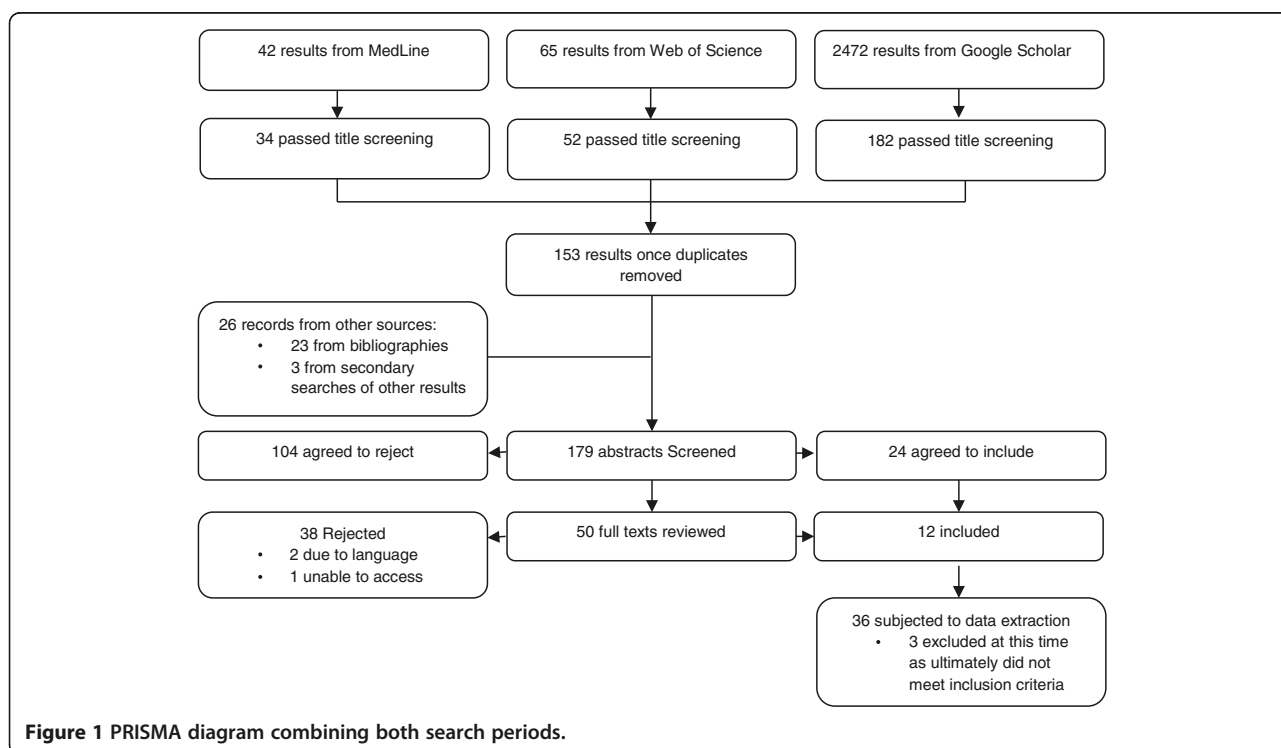 42 results from MedLine
65 results from Web of Science
2472 results from Google Scholar
34 passed title screening
52 passed title screening
182 passed title screening
153 results once duplicates
removed
26 records from other sources:
• 23 from bibliographies
• 3 from secondary
searches of other results
104 agreed to reject
179 abstracts Screened
24 agreed to include
38 Rejected
• 2 due to language
• 1 unable to access
50 full texts reviewed
12 included
36 subjected to data extraction
• 3 excluded at this time
as ultimately did not
meet inclusion criteria
Figure 1 PRISMA diagram combining both search periods.